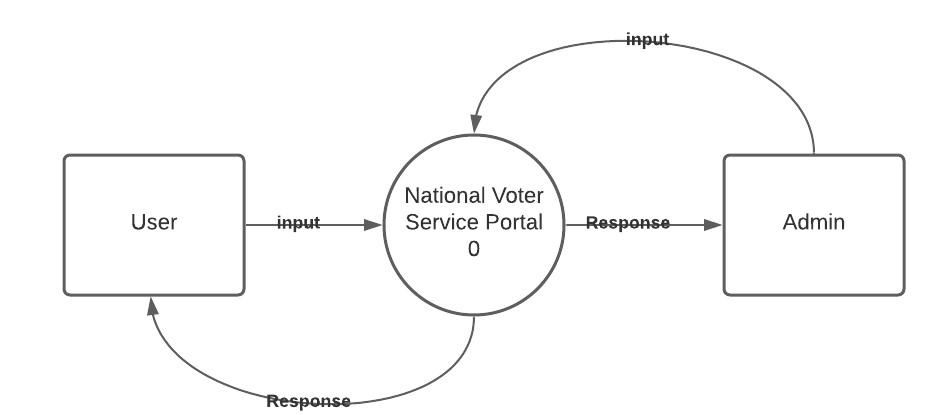 input
User
input
National Voter
Service Portal
0
Response
Admin
Response